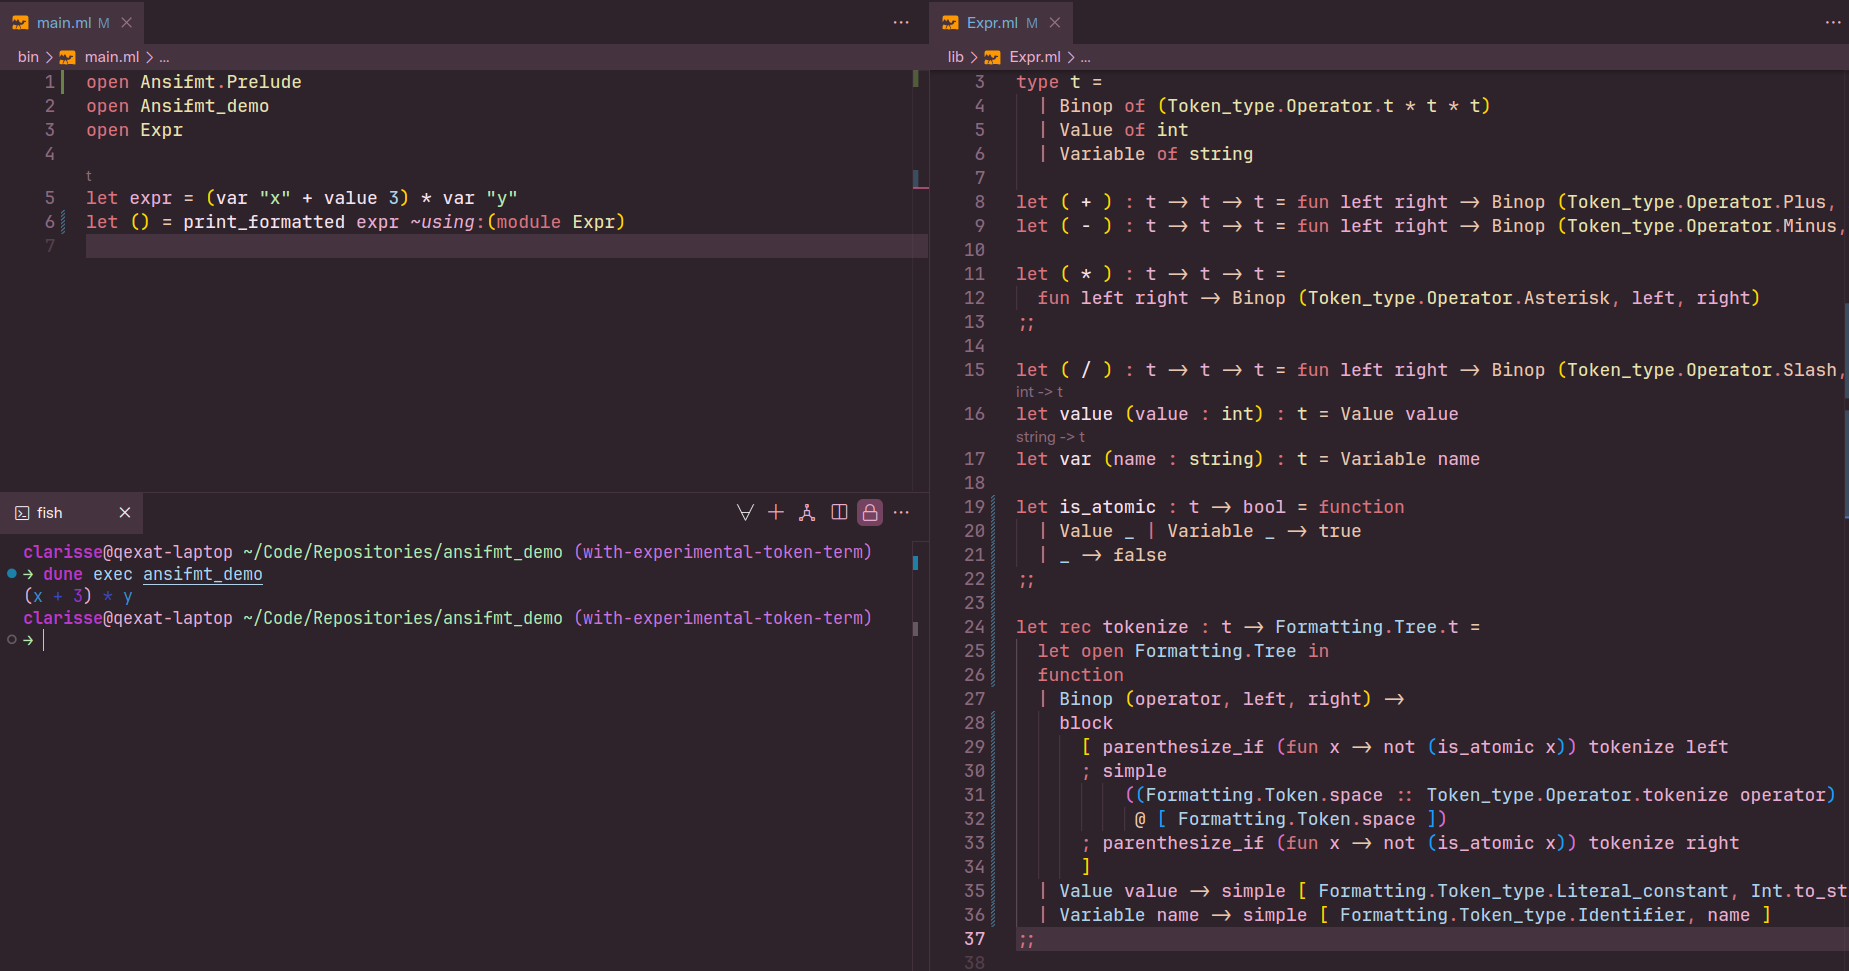 main.ml M
bin > main.ml > ...
1 open Ansifmt.Prelude
2 open Ansifmt_demo
3 open Expr
4
t
5 let expr = (var "x" + value 3) * var "y"
6 let () = print_formatted expr ~using:(module Expr)
7
fish
clarisse@qexat-laptop ~/Code/Repositories/ansifmt_demo (with-experimental-token-term)
→ dune exec ansifmt_demo
(x + 3) * y
clarisse@qexat-laptop ~/Code/Repositories/ansifmt_demo (with-experimental-token-term)
→
Expr.ml M
lib > Expr.ml > ...
3 type t =
4 | Binop of (Token_type.Operator.t * t * t)
5 | Value of int
6 | Variable of string
7
8 let ( + ) : t -> t -> t = fun left right -> Binop (Token_type.Operator.Plus,
9 let ( - ) : t -> t -> t = fun left right -> Binop (Token_type.Operator.Minus,
10
11 let ( * ) : t -> t -> t =
12 fun left right -> Binop (Token_type.Operator.Asterisk, left, right)
13 ;;
14
15 let ( / ) : t -> t -> t = fun left right -> Binop (Token_type.Operator.Slash,
int -> t
16 let value (value : int) : t = Value value
string -> t
17 let var (name : string) : t = Variable name
18
19 let is_atomic : t -> bool = function
20 | Value _ | Variable _ -> true
21 | _ -> false
22 ;;
23
24 let rec tokenize : t -> Formatting.Tree.t =
25 let open Formatting.Tree in
26 function
27 | Binop (operator, left, right) ->
28 block
29 [ parenthesize_if (fun x -> not (is_atomic x)) tokenize left
30 ; simple
31 ((Formatting.Token.space :: Token_type.Operator.tokenize operator)
32 @ [ Formatting.Token.space ])
33 ; parenthesize_if (fun x -> not (is_atomic x)) tokenize right
34 ]
35 | Value value -> simple [ Formatting.Token_type.Literal_constant, Int.to_st
36 | Variable name -> simple [ Formatting.Token_type.Identifier, name ]
37 ;;
38